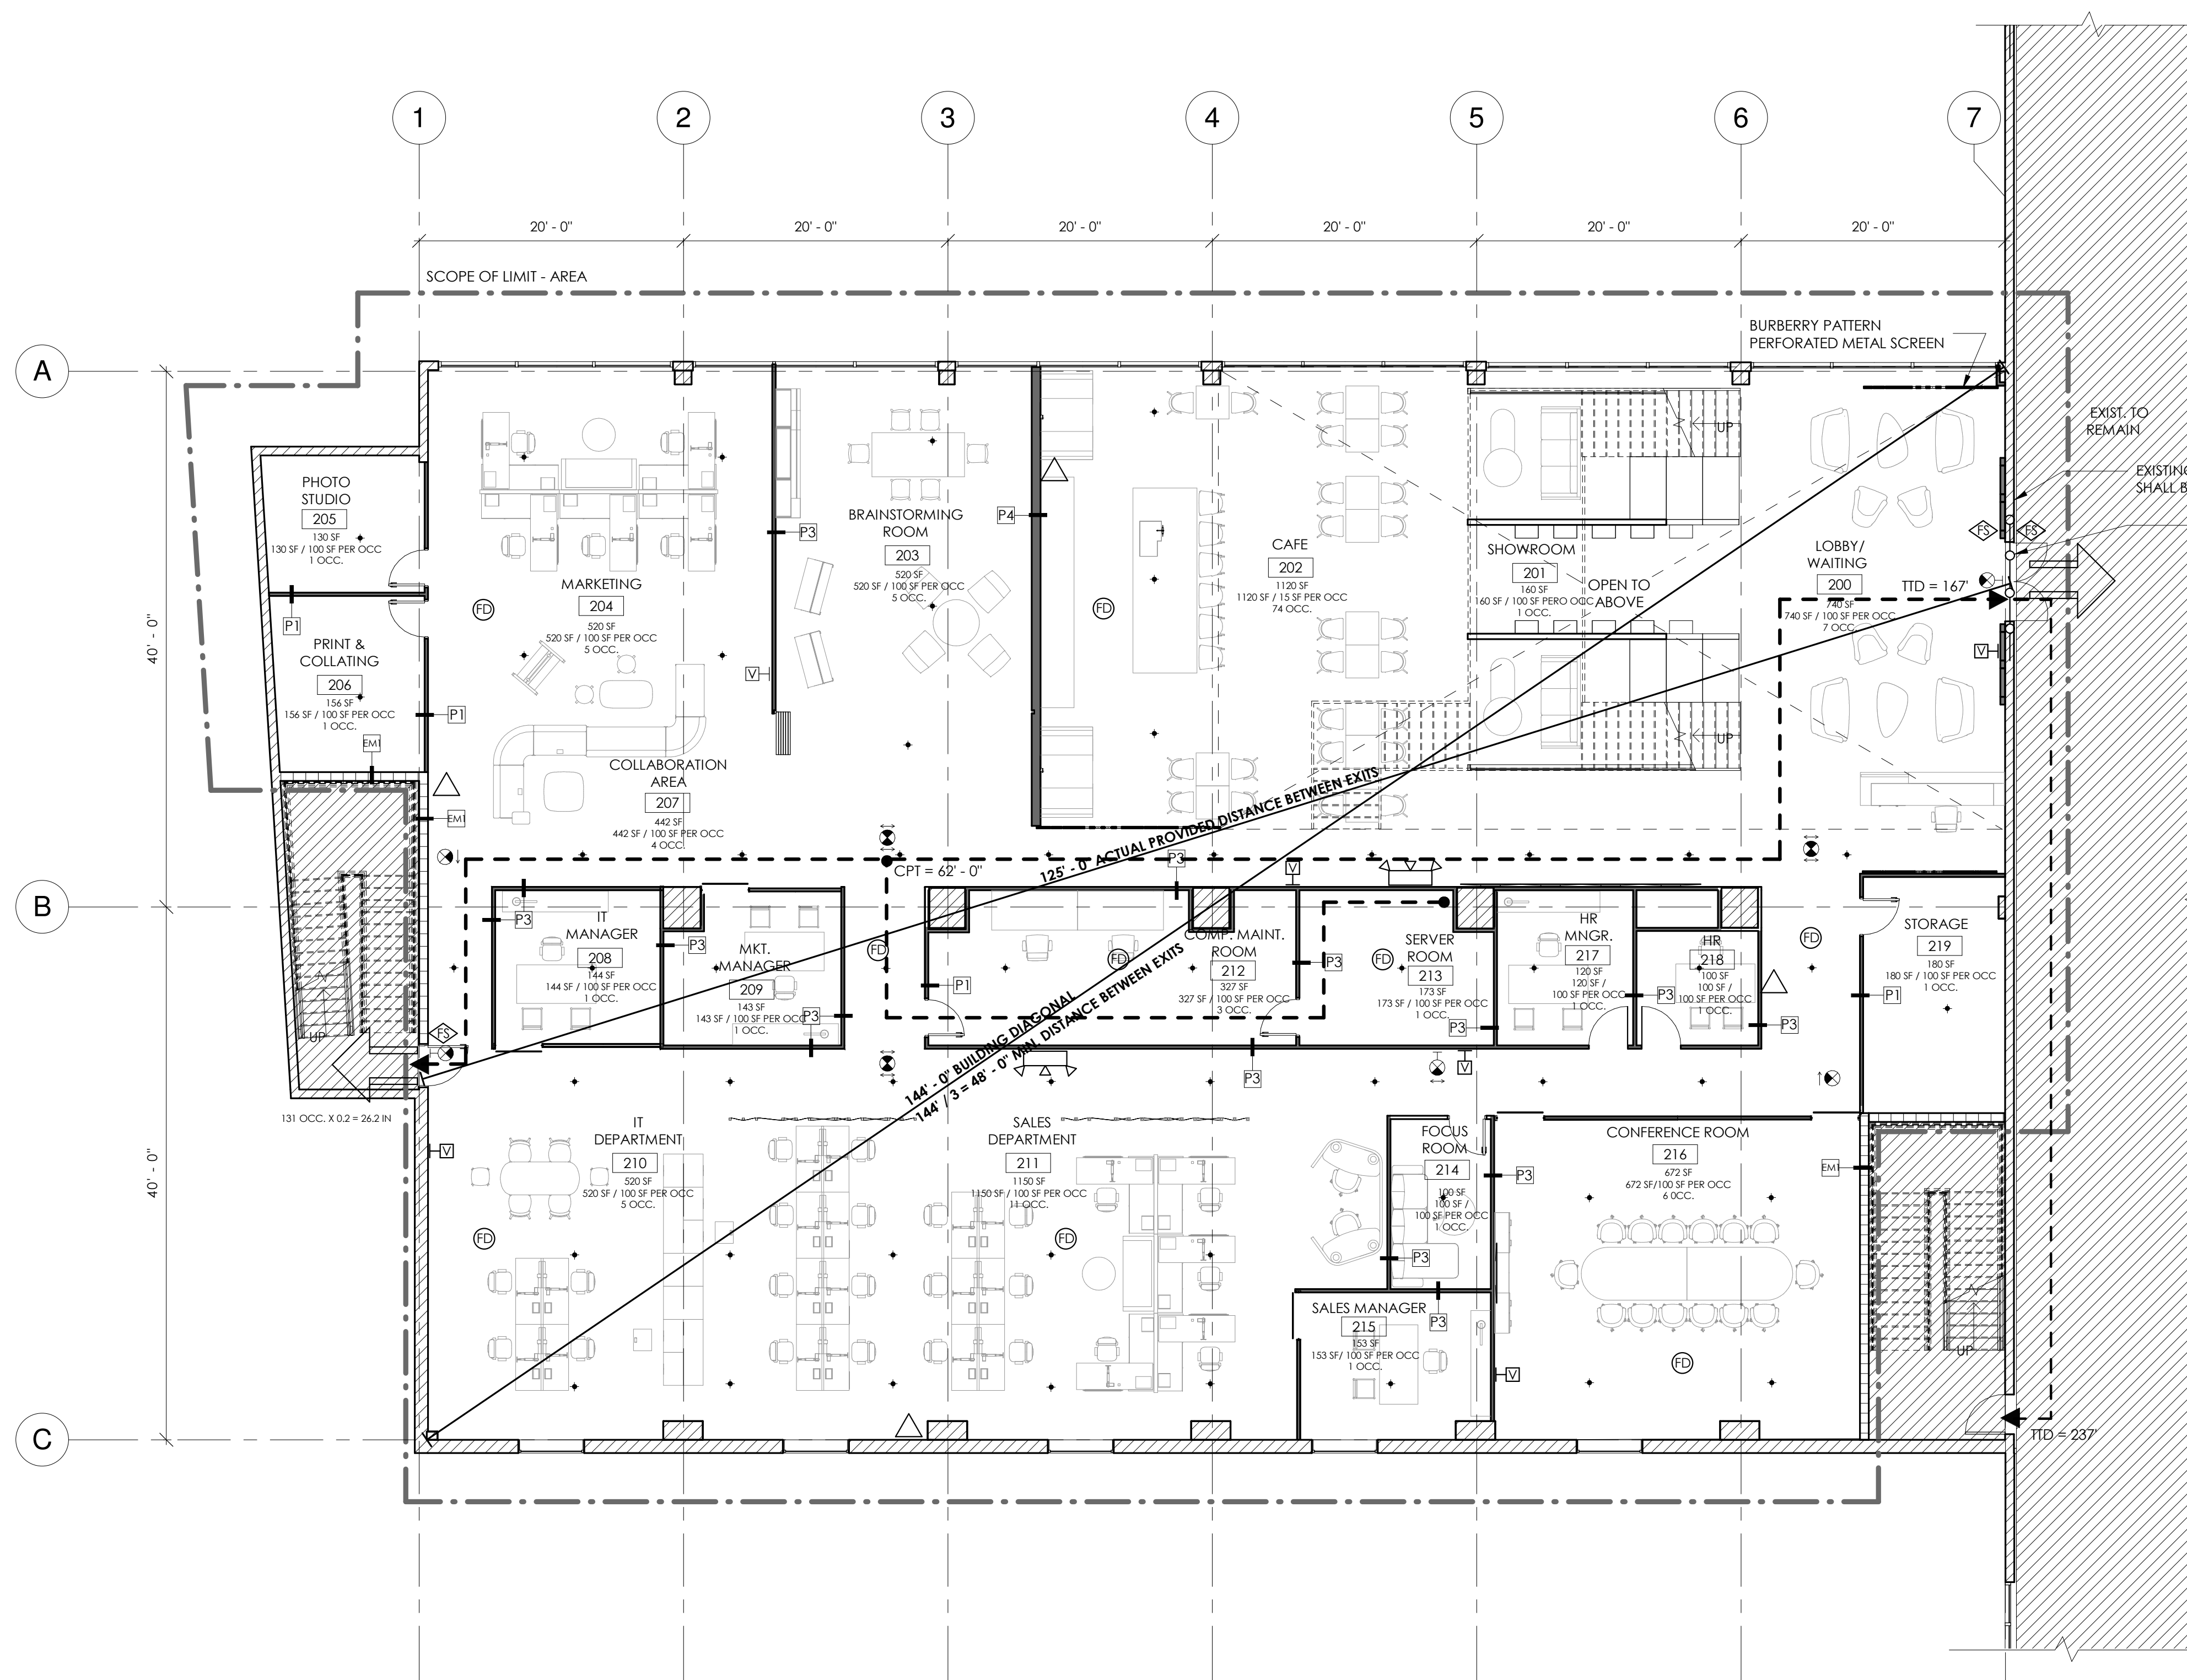 1
2
3
4
5
6
7
20' - 0"
20' - 0"
20' - 0"
20' - 0"
20' - 0"
20' - 0"
SCOPE OF LIMIT - AREA
BURBERRY PATTERN
PERFORATED METAL SCREEN
A
EXIST. TO
REMAIN
EXISTING
SHALL B
PHOTO
STUDIO
205
130 SF
130 SF / 100 SF PER OCC
1 OCC.
P1
PRINT &
COLLATING
206
156 SF
156 SF / 100 SF PER OCC
1 OCC.
EM1
P1
EM1
MARKETING
204
520 SF
520 SF / 100 SF PER OCC
5 OCC.
FD
P3
V
BRAINSTORMING
ROOM
203
520 SF
520 SF / 100 SF PER OCC
5 OCC.
P4
FD
CAFE
202
1120 SF
1120 SF / 15 SF PER OCC
74 OCC.
SHOWROOM
201
160 SF
160 SF / 100 SF PERO OCC
1 OCC.
OPEN TO
ABOVE
UP
UP
LOBBY/
WAITING
200
740 SF
740 SF / 100 SF PER OCC
7 OCC.
TTD = 167'
FS
FS
V
40' - 0"
COLLABORATION
AREA
207
442 SF
442 SF / 100 SF PER OCC
4 OCC.
125' - 0" ACTUAL PROVIDED DISTANCE BETWEEN EXITS
CPT = 62' - 0"
P3
V
B
IT
MANAGER
208
144 SF
144 SF / 100 SF PER OCC
1 OCC.
P3
P3
MKT.
MANAGER
209
143 SF
143 SF / 100 SF PER OCC
1 OCC.
P3
FD
P1
FD
COMP. MAINT.
ROOM
212
327 SF
327 SF / 100 SF PER OCC
3 OCC.
P3
P3
FD
SERVER
ROOM
213
173 SF
173 SF / 100 SF PER OCC
1 OCC.
P3
V
HR
MNGR.
217
120 SF
120 SF /
100 SF PER OCC
1 OCC.
P3
HR
218
100 SF
100 SF /
100 SF PER OCC
1 OCC.
P3
FD
STORAGE
219
180 SF
180 SF / 100 SF PER OCC
1 OCC.
P1
144' - 0" BUILDING DIAGONAL
144' / 3 = 48' - 0" MIN. DISTANCE BETWEEN EXITS
UP
FS
131 OCC. X 0.2 = 26.2 IN
V
40' - 0"
IT
DEPARTMENT
210
520 SF
520 SF / 100 SF PER OCC
5 OCC.
FD
SALES
DEPARTMENT
211
1150 SF
1150 SF / 100 SF PER OCC
11 OCC.
FD
FOCUS
ROOM
214
100 SF
100 SF /
100 SF PER OCC
1 OCC.
P3
P3
P3
SALES MANAGER
215
153 SF
153 SF/ 100 SF PER OCC
1 OCC.
V
CONFERENCE ROOM
216
672 SF
672 SF/100 SF PER OCC
6 OCC.
FD
EM1
UP
TTD = 237'
C